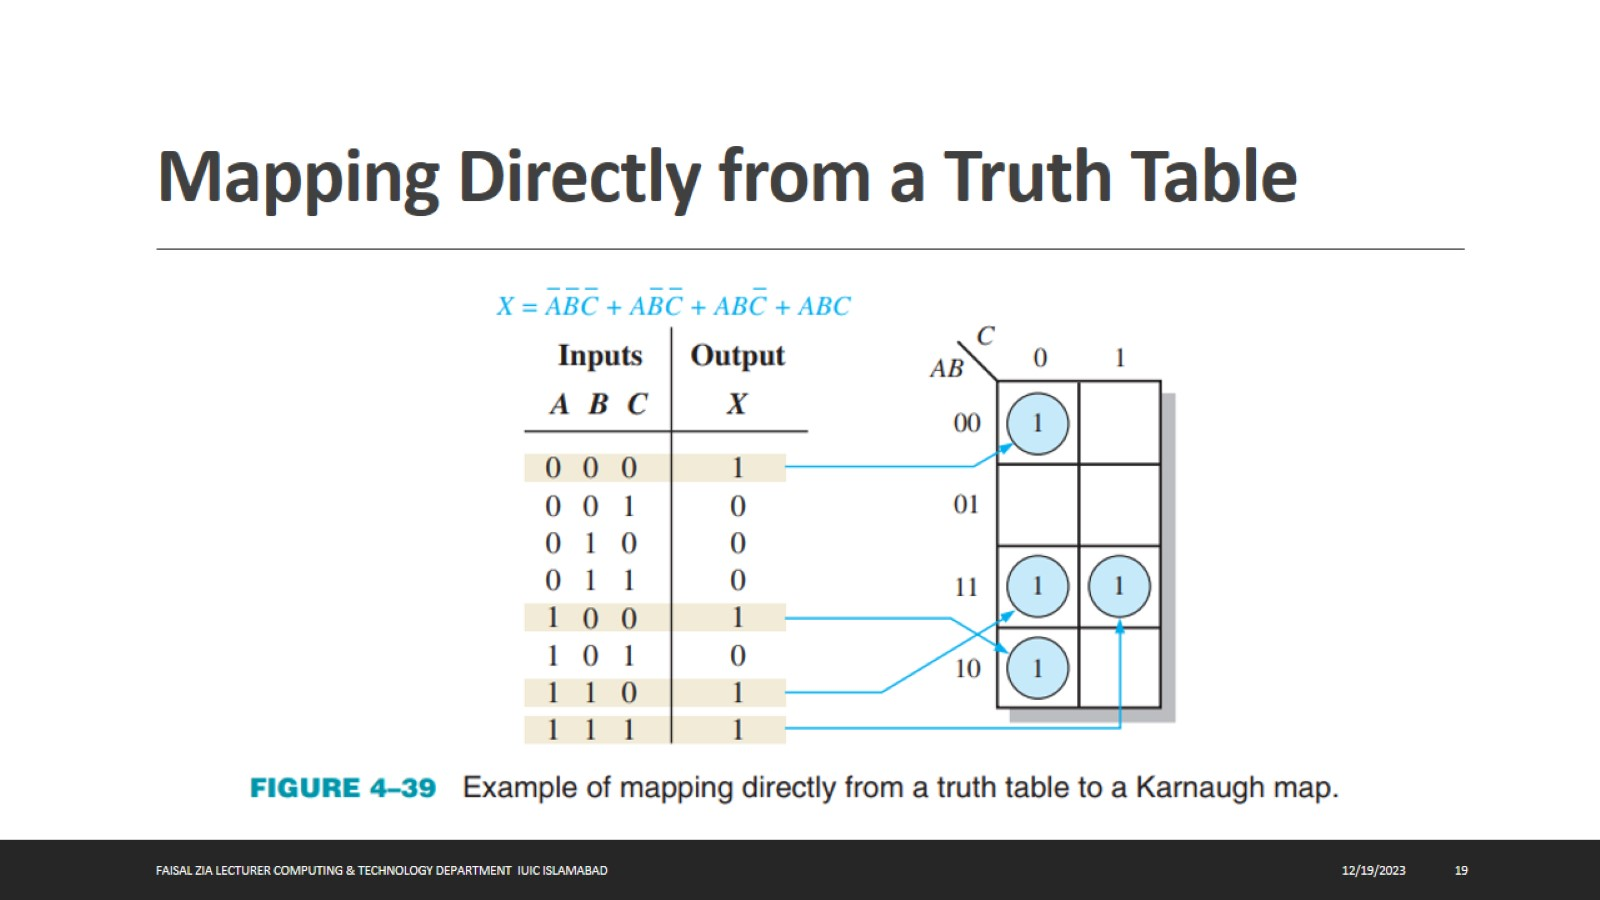 Mapping Directly from a Truth Table
X = A̅B̅C̅ + AB̅C̅ + ABC̅ + ABC
Inputs Output
A B C X
0 0 0 1
0 0 1 0
0 1 0 0
0 1 1 0
1 0 0 1
1 0 1 0
1 1 0 1
1 1 1 1
C
AB 0 1
00 1
01
11 1 1
10 1
FIGURE 4–39 Example of mapping directly from a truth table to a Karnaugh map.
FAISAL ZIA LECTURER COMPUTING & TECHNOLOGY DEPARTMENT IUIC ISLAMABAD 12/19/2023 19